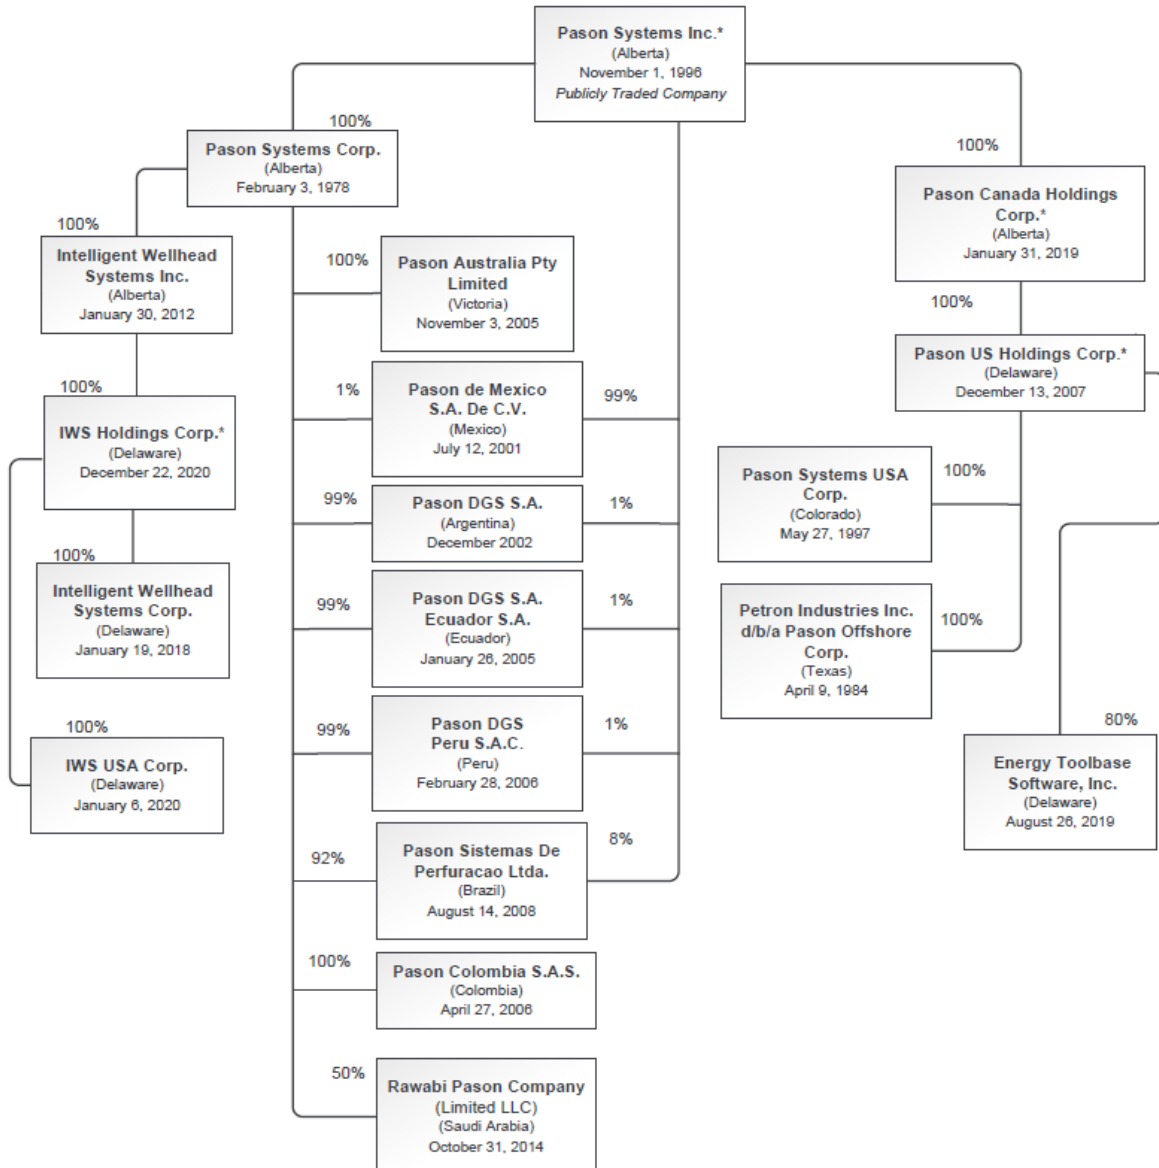 Pason Systems Inc.*
(Alberta)
November 1, 1996
Publicly Traded Company
100%
Pason Systems Corp.
(Alberta)
February 3, 1978
100%
Pason Canada Holdings
Corp.*
(Alberta)
January 31, 2019
100%
Intelligent Wellhead
Systems Inc.
(Alberta)
January 30, 2012
100%
Pason Australia Pty
Limited
(Victoria)
November 3, 2005
100%
Pason US Holdings Corp.*
(Delaware)
December 13, 2007
100%
IWS Holdings Corp.*
(Delaware)
December 22, 2020
1%
Pason de Mexico
S.A. De C.V.
(Mexico)
July 12, 2001
99%
100%
Pason Systems USA
Corp.
(Colorado)
May 27, 1997
99%
Pason DGS S.A.
(Argentina)
December 2002
1%
100%
Intelligent Wellhead
Systems Corp.
(Delaware)
January 19, 2018
99%
Pason DGS S.A.
Ecuador S.A.
(Ecuador)
January 26, 2005
1%
Petron Industries Inc.
d/b/a Pason Offshore
Corp.
(Texas)
April 9, 1984
100%
100%
IWS USA Corp.
(Delaware)
January 6, 2020
99%
Pason DGS
Peru S.A.C.
(Peru)
February 28, 2006
1%
80%
Energy Toolbase
Software, Inc.
(Delaware)
August 26, 2019
92%
Pason Sistemas De
Perfuracao Ltda.
(Brazil)
August 14, 2008
8%
100%
Pason Colombia S.A.S.
(Colombia)
April 27, 2006
50%
Rawabi Pason Company
(Limited LLC)
(Saudi Arabia)
October 31, 2014